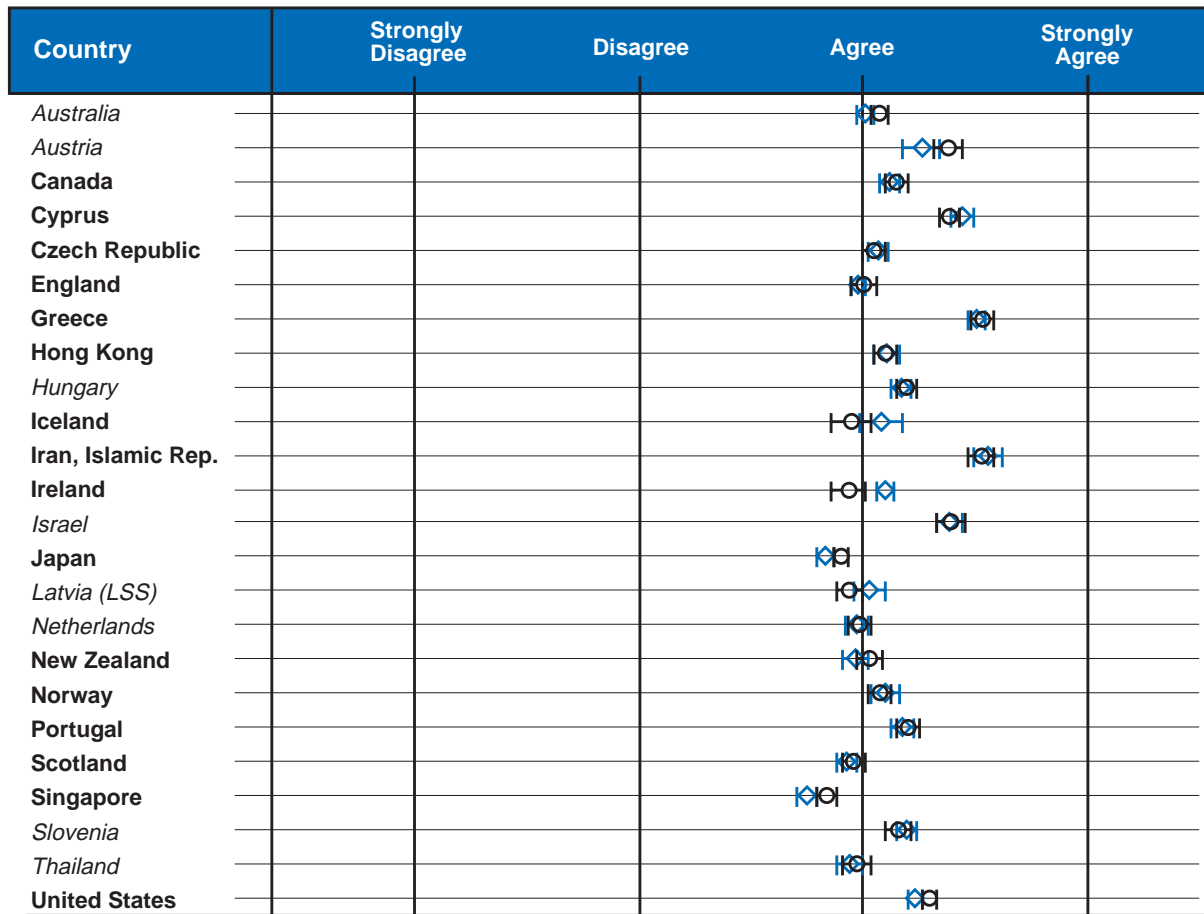 Country
Strongly
Disagree
Disagree
Agree
Strongly
Agree
Australia
Austria
Canada
Cyprus
Czech Republic
England
Greece
Hong Kong
Hungary
Iceland
Iran, Islamic Rep.
Ireland
Israel
Japan
Latvia (LSS)
Netherlands
New Zealand
Norway
Portugal
Scotland
Singapore
Slovenia
Thailand
United States